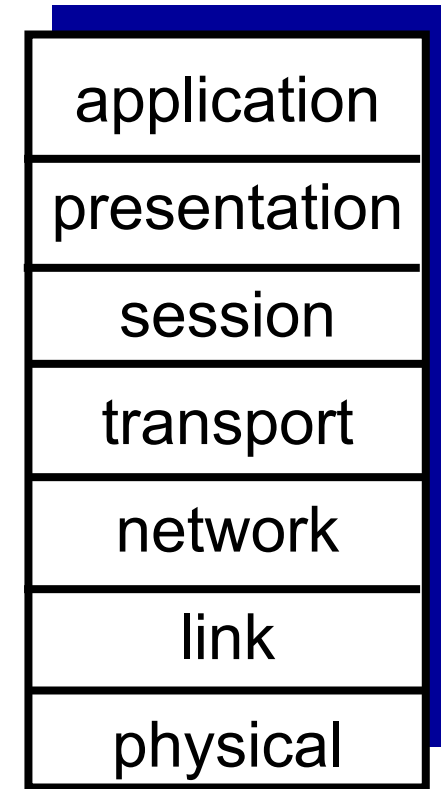 application
presentation
session
transport
network
link
physical